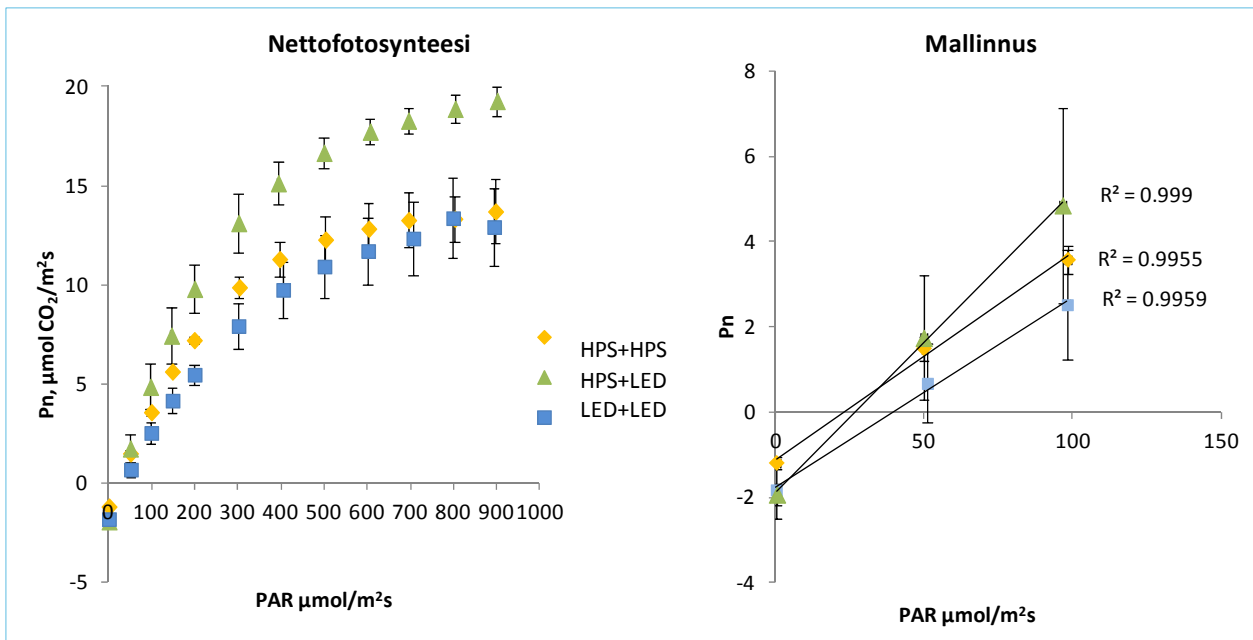 Nettofotosynteesi
20
15
10
5
0
-5
Pn, µmol CO₂/m²s
0 100 200 300 400 500 600 700 800 900 1000
PAR µmol/m²s
HPS+HPS
HPS+LED
LED+LED
Mallinnus
8
6
4
2
0
-2
-4
Pn
0 50 100 150
PAR µmol/m²s
R² = 0.999
R² = 0.9955
R² = 0.9959